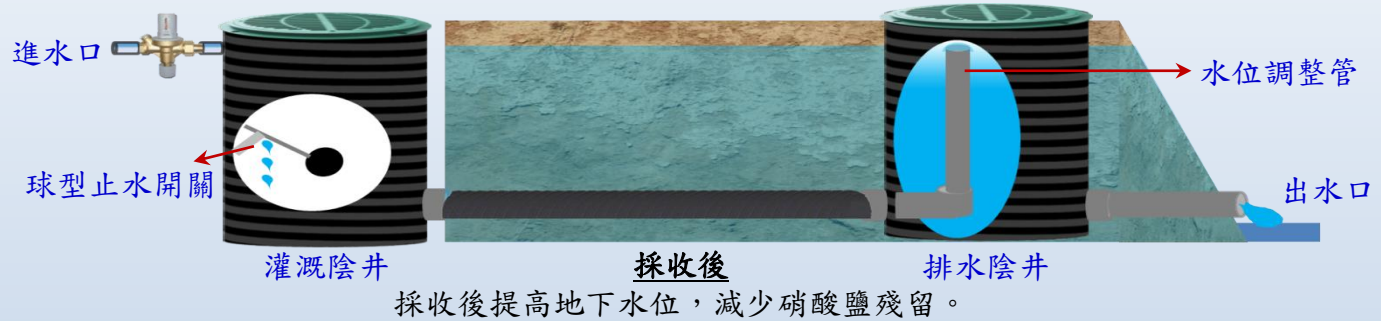 進水口
水位調整管
球型止水開關
出水口
灌溉陰井
採收後
排水陰井
採收後提高地下水位，減少硝酸鹽殘留。